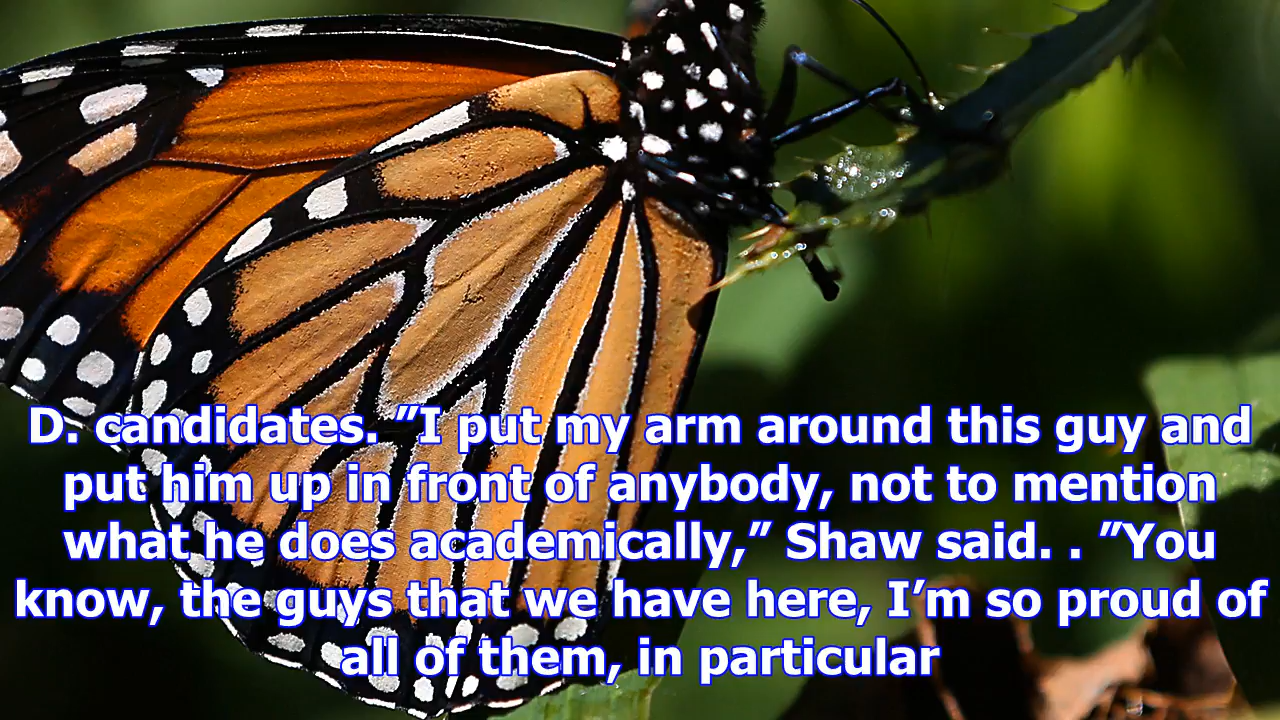 D. candidates. ”I put my arm around this guy and
put him up in front of anybody, not to mention
what he does academically,” Shaw said. . ”You
know, the guys that we have here, I’m so proud of
all of them, in particular